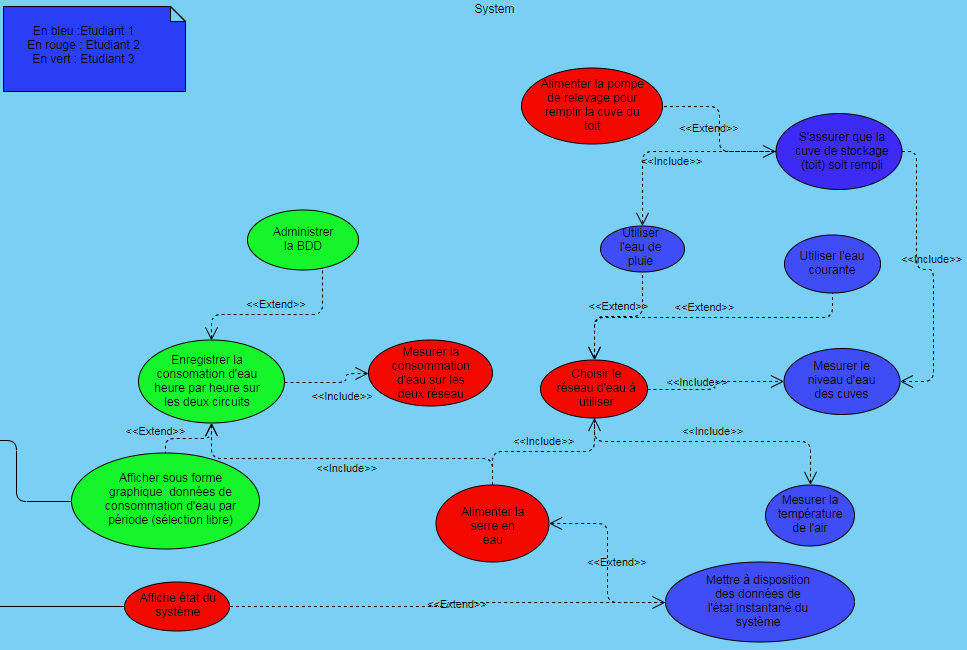 System
En bleu :Etudiant 1
En rouge : Etudiant 2
En vert : Etudiant 3
Alimenter la pompe
de relevage pour
remplir la cuve du
toit
<<Extend>>
S'assurer que la
cuve de stockage
(toit) soit rempli
<<Include>>
Administrer
la BDD
Utiliser
l'eau de
pluie
Utiliser l'eau
courante
<<Include>>
<<Extend>>
<<Extend>>
<<Extend>>
Enregistrer la
consomation d'eau
heure par heure sur
les deux circuits
Mesurer la
consommation
d'eau sur les
deux réseau
<<Include>>
Choisir le
réseau d'eau à
utiliser
<<Include>>
Mesurer le
niveau d'eau
des cuves
<<Extend>>
<<Include>>
<<Include>>
<<Include>>
Afficher sous forme
graphique  données de
consommation d'eau par
période (sélection libre)
Alimenter la
serre en
eau
Mesurer la
température
de l'air
<<Extend>>
Affiche état du
système
<<Extend>>
Mettre à disposition
des données de
l'état instantané du
système